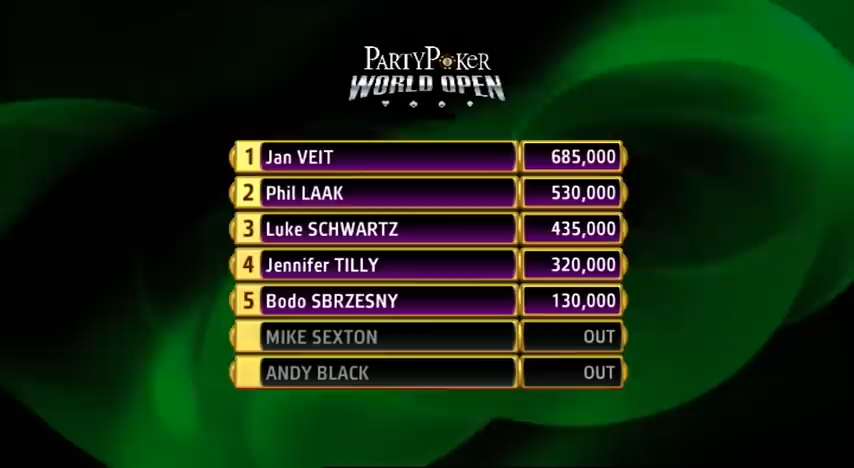 PARTYPOKER
WORLD OPEN
1 Jan VEIT 685,000
2 Phil LAAK 530,000
3 Luke SCHWARTZ 435,000
4 Jennifer TILLY 320,000
5 Bodo SBRZESNY 130,000
MIKE SEXTON OUT
ANDY BLACK OUT